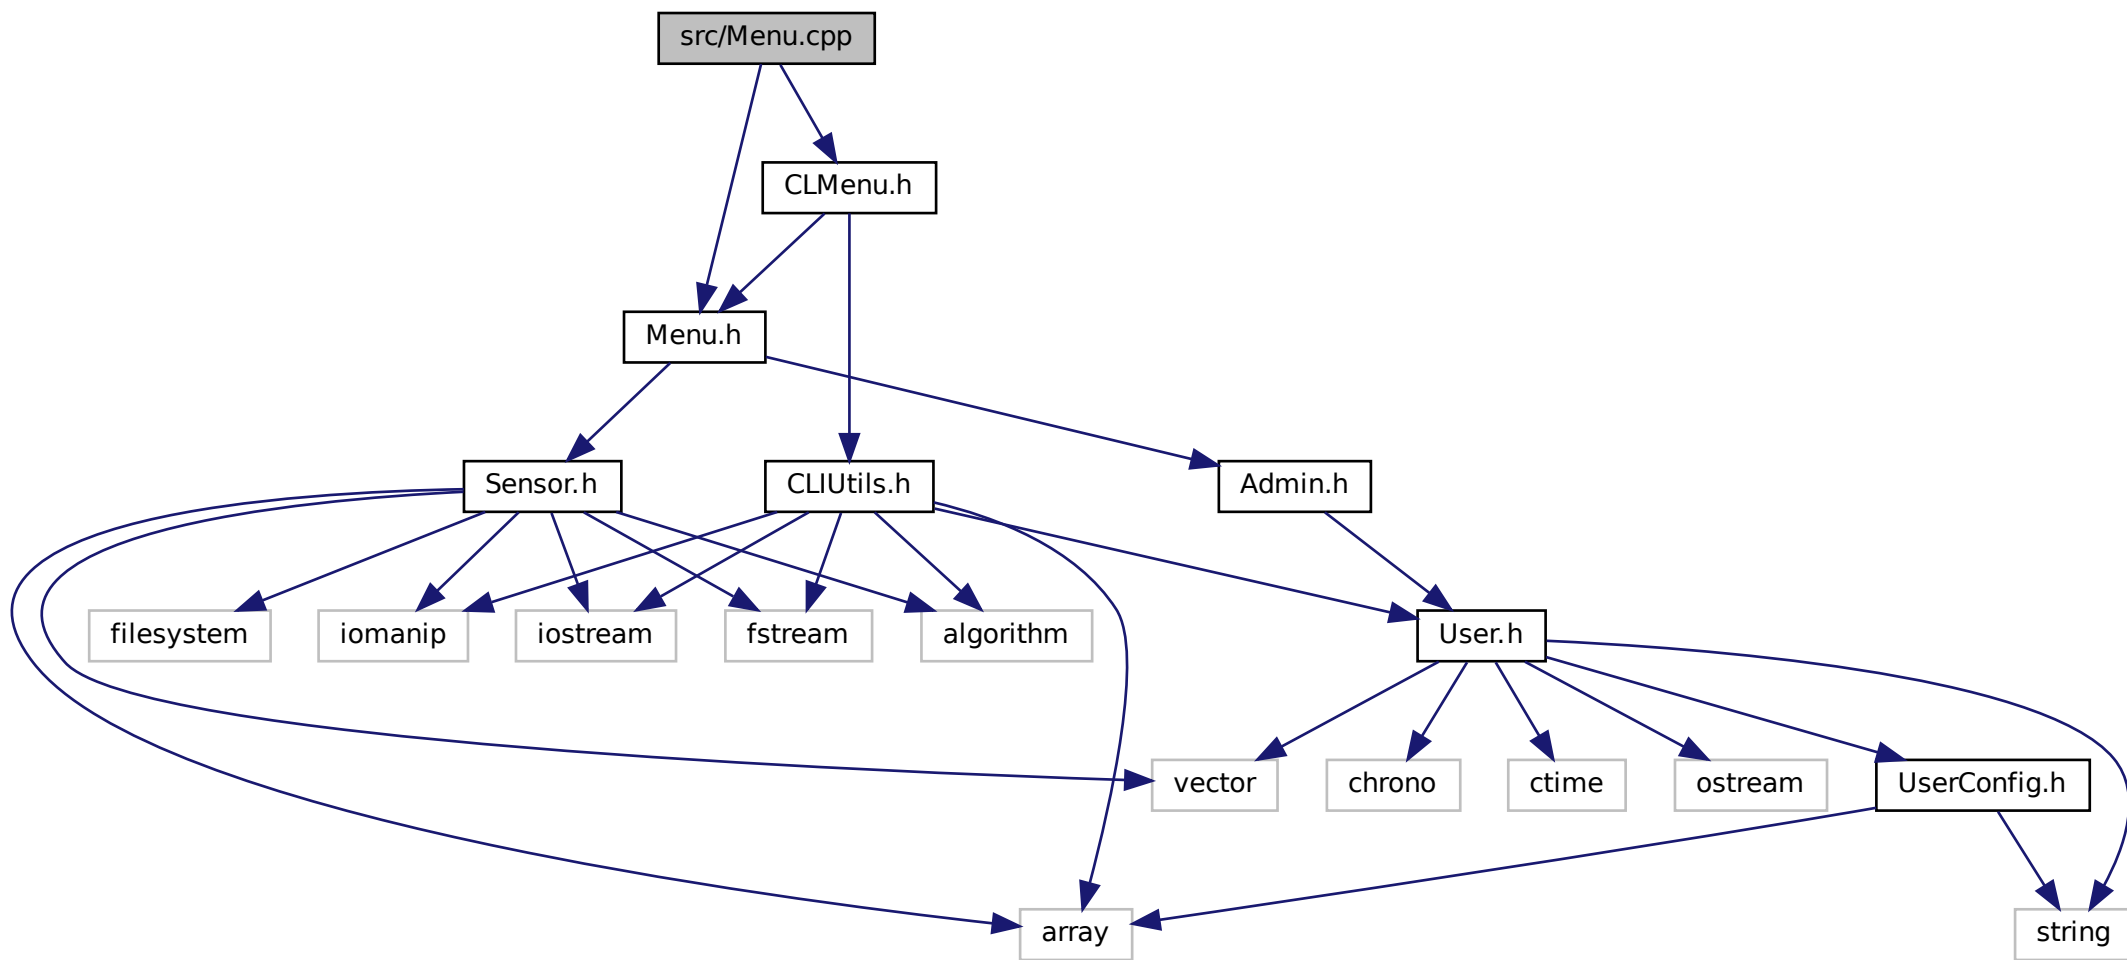 src/Menu.cpp
CLMenu.h
Menu.h
Sensor.h
CLIUtils.h
Admin.h
filesystem
iomanip
iostream
fstream
algorithm
User.h
vector
chrono
ctime
ostream
UserConfig.h
array
string